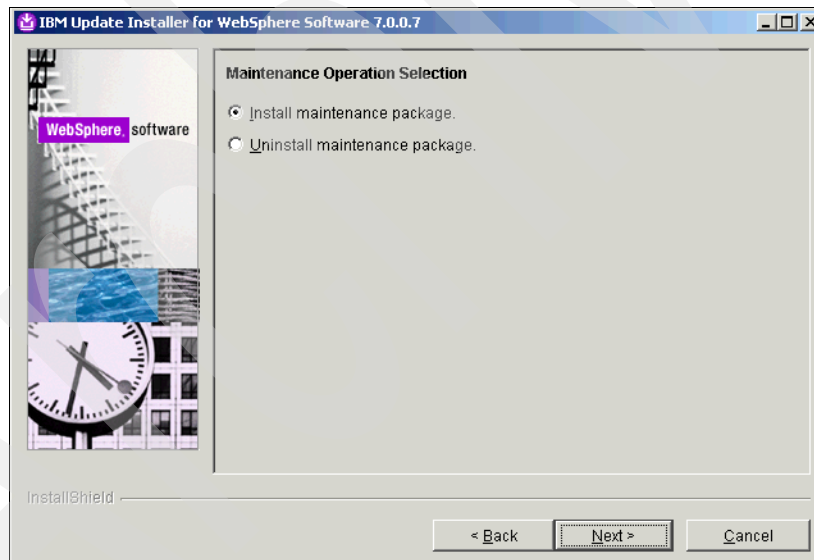 IBM Update Installer for WebSphere Software 7.0.0.7
Maintenance Operation Selection
Install maintenance package.
Uninstall maintenance package.
WebSphere. software
InstallShield
< Back
Next >
Cancel